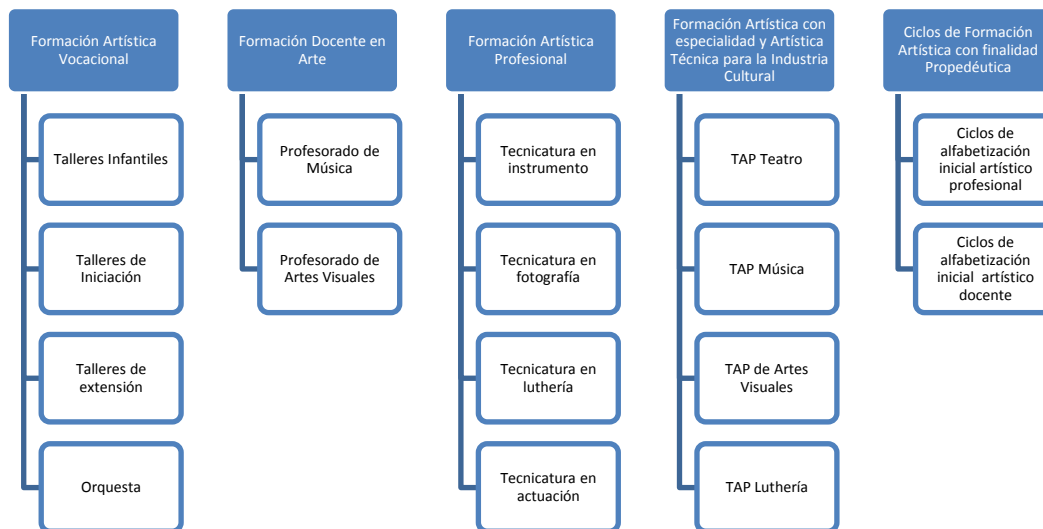 Formación Artística
Vocacional
Talleres Infantiles
Talleres de
Iniciación
Talleres de
extensión
Orquesta
Formación Docente en
Arte
Profesorado de
Música
Profesorado de
Artes Visuales
Formación Artística
Profesional
Tecnicatura en
instrumento
Tecnicatura en
fotografía
Tecnicatura en
luthería
Tecnicatura en
actuación
Formación Artística con
especialidad y Artística
Técnica para la Industria
Cultural
TAP Teatro
TAP Música
TAP de Artes
Visuales
TAP Luthería
Ciclos de Formación
Artística con finalidad
Propedéutica
Ciclos de
alfabetización
inicial artístico
profesional
Ciclos de
alfabetización
inicial artístico
docente